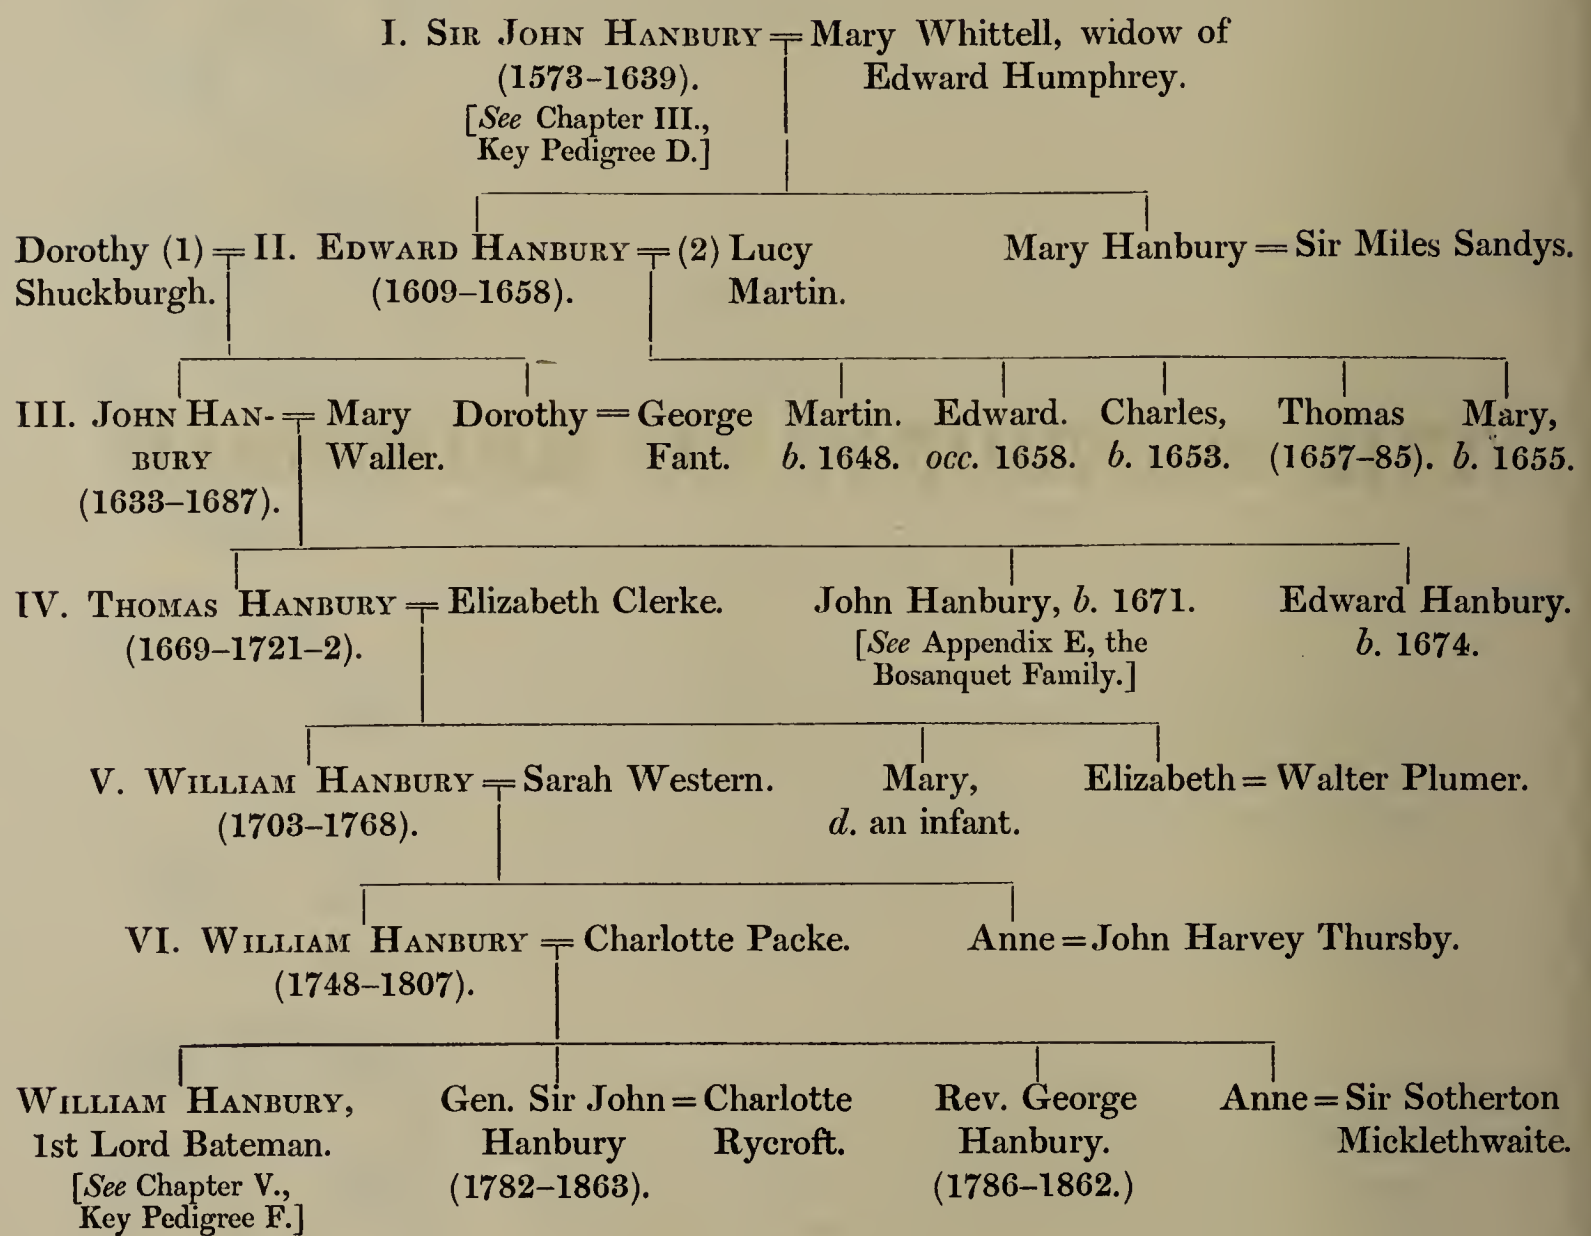 I. SIR JOHN HANBURY = Mary Whittell, widow of
(1573–1639). Edward Humphrey.
[See Chapter III.,
Key Pedigree D.]
Dorothy (1) = II. EDWARD HANBURY = (2) Lucy Mary Hanbury = Sir Miles Sandys.
Shuckburgh. (1609–1658). Martin.
III. JOHN HAN- = Mary Dorothy = George Martin. Edward. Charles, Thomas Mary,
BURY Waller. Fant. b. 1648. occ. 1658. b. 1653. (1657–85). b. 1655.
(1633–1687).
IV. THOMAS HANBURY = Elizabeth Clerke. John Hanbury, b. 1671. Edward Hanbury.
(1669–1721–2). [See Appendix E, the b. 1674.
Bosanquet Family.]
V. WILLIAM HANBURY = Sarah Western. Mary, Elizabeth = Walter Plumer.
(1703–1768). d. an infant.
VI. WILLIAM HANBURY = Charlotte Packe. Anne = John Harvey Thursby.
(1748–1807).
WILLIAM HANBURY, Gen. Sir John = Charlotte Rev. George Anne = Sir Sotherton
1st Lord Bateman. Hanbury Rycroft. Hanbury. Micklethwaite.
[See Chapter V., (1782–1863). (1786–1862.)
Key Pedigree F.]